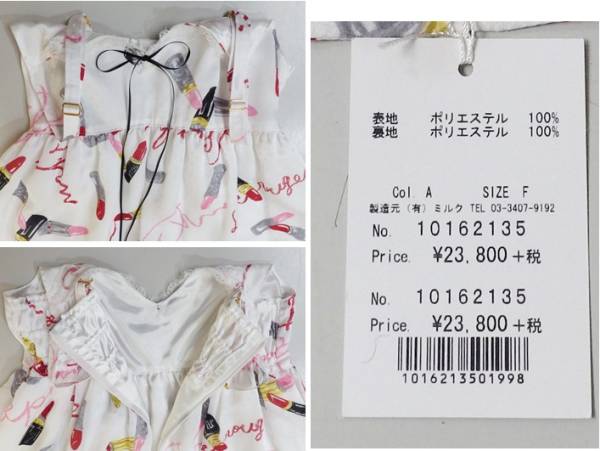 rouge
rouge
表地 ポリエステル 100%
裏地 ポリエステル 100%
Col. A SIZE F
製造元(有)ミルク TEL 03-3407-9192
No. 10162135
Price. ¥23,800+税
No. 10162135
Price. ¥23,800+税
1016213501998